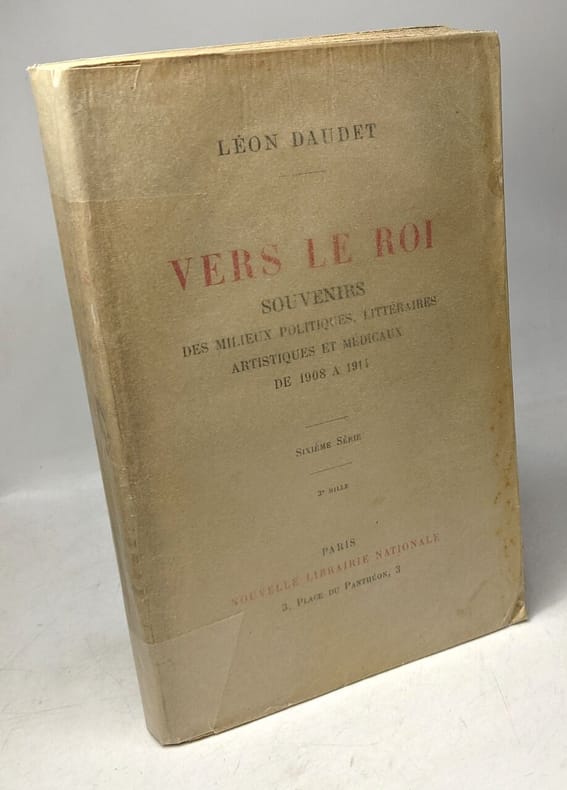 LÉON DAUDET
VERS LE ROI
SOUVENIRS
DES MILIEUX POLITIQUES, LITTÉRAIRES
ARTISTIQUES ET MÉDICAUX
DE 1908 A 1914
SIXIÈME SÉRIE
3e MILLE
PARIS
NOUVELLE LIBRAIRIE NATIONALE
3, PLACE DU PANTHÉON, 3